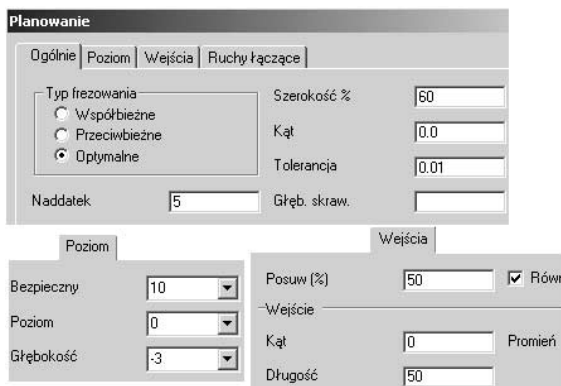 Planowanie
Ogólnie Poziom Wejścia Ruchy łączące
Typ frezowania
Współbieżne
Przeciwbieżne
Optymalne
Szerokość % 60
Kąt 0.0
Tolerancja 0.01
Naddatek 5 Głęb. skraw.
Poziom
Bezpieczny 10
Poziom 0
Głębokość -3
Wejścia
Posuw (%) 50 Równ
Wejście
Kąt 0 Promień
Długość 50